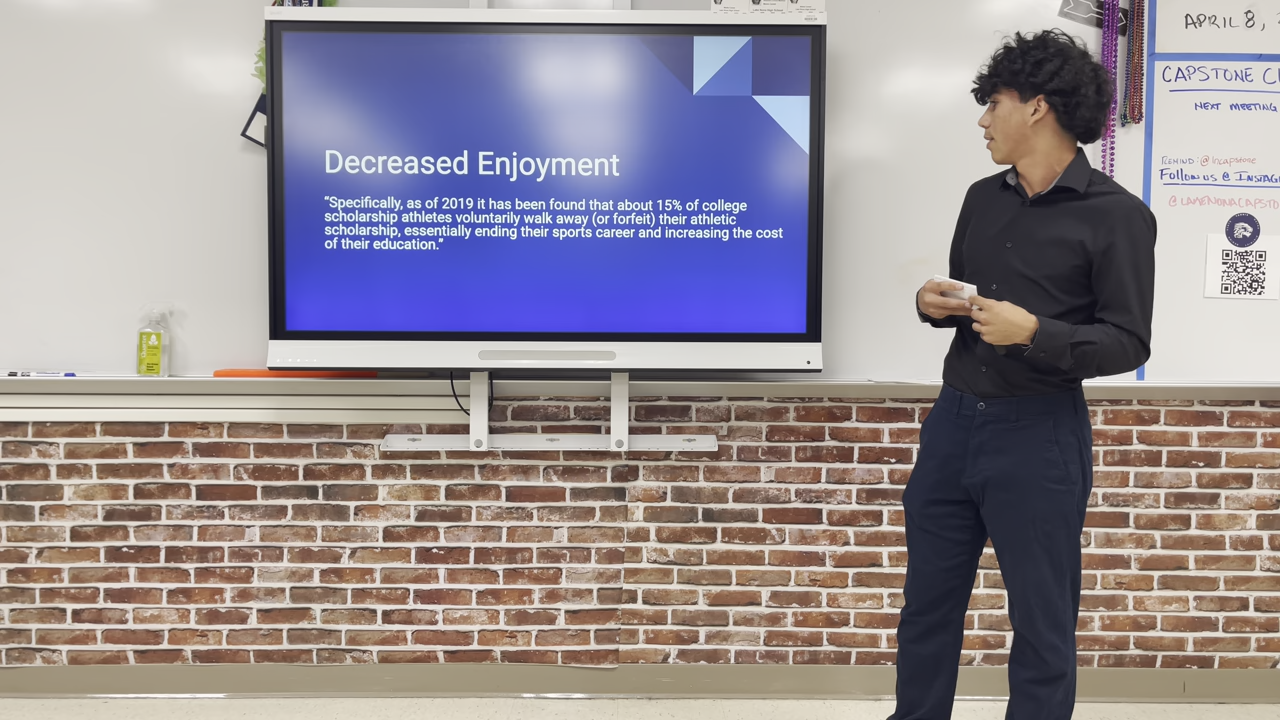 Decreased Enjoyment
“Specifically, as of 2019 it has been found that about 15% of college
scholarship athletes voluntarily walk away (or forfeit) their athletic
scholarship, essentially ending their sports career and increasing the cost
of their education.”
APRIL 8,
CAPSTONE
NEXT MEETING
REMIND: @lncapstone
FOLLOW US @